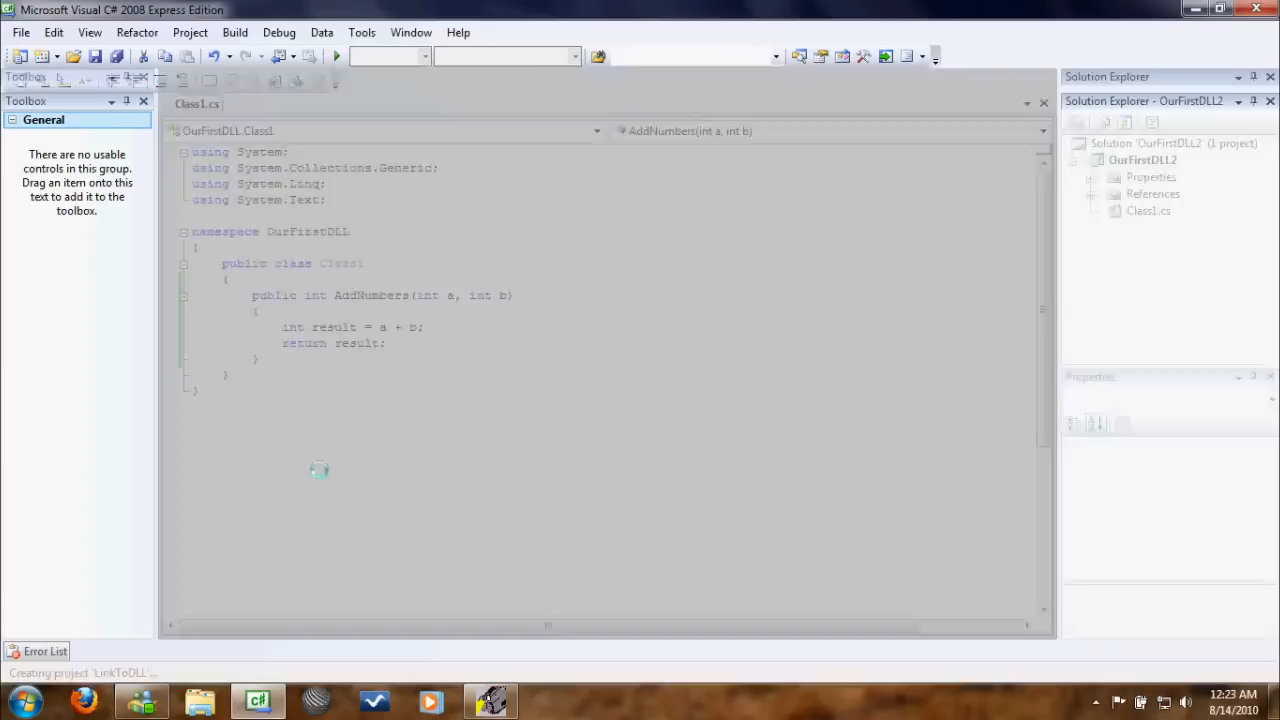 Microsoft Visual C# 2008 Express Edition
File Edit View Refactor Project Build Debug Data Tools Window Help
Toolbox
Solution Explorer
Toolbox
Class1.cs
Solution Explorer - OurFirstDLL2
General
OurFirstDLL.Class1
AddNumbers(int a, int b)
There are no usable
controls in this group.
Drag an item onto this
text to add it to the
toolbox.
using System;
using System.Collections.Generic;
using System.Linq;
using System.Text;
namespace OurFirstDLL
{
public class Class1
{
public int AddNumbers(int a, int b)
{
int result = a + b;
return result;
}
}
}
Solution 'OurFirstDLL2' (1 project)
OurFirstDLL2
Properties
References
Class1.cs
Properties
Error List
Creating project 'LinkToDLL'...
12:23 AM
8/14/2010